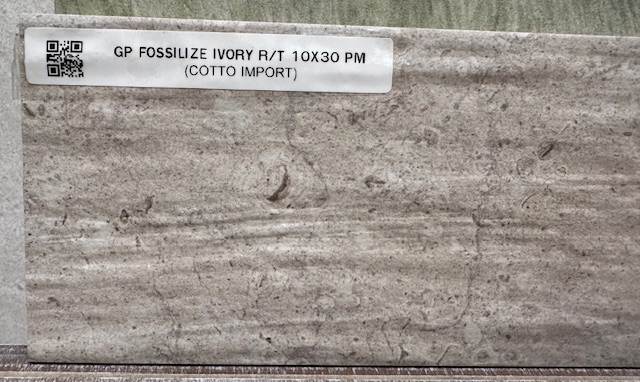 GP FOSSILIZE IVORY R/T 10X30 PM
(COTTO IMPORT)